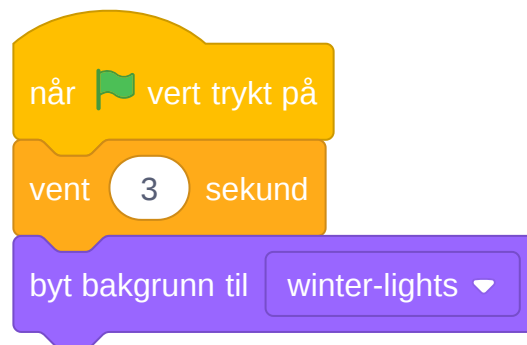 når vert trykt på
vent 3 sekund
byt bakgrunn til winter-lights